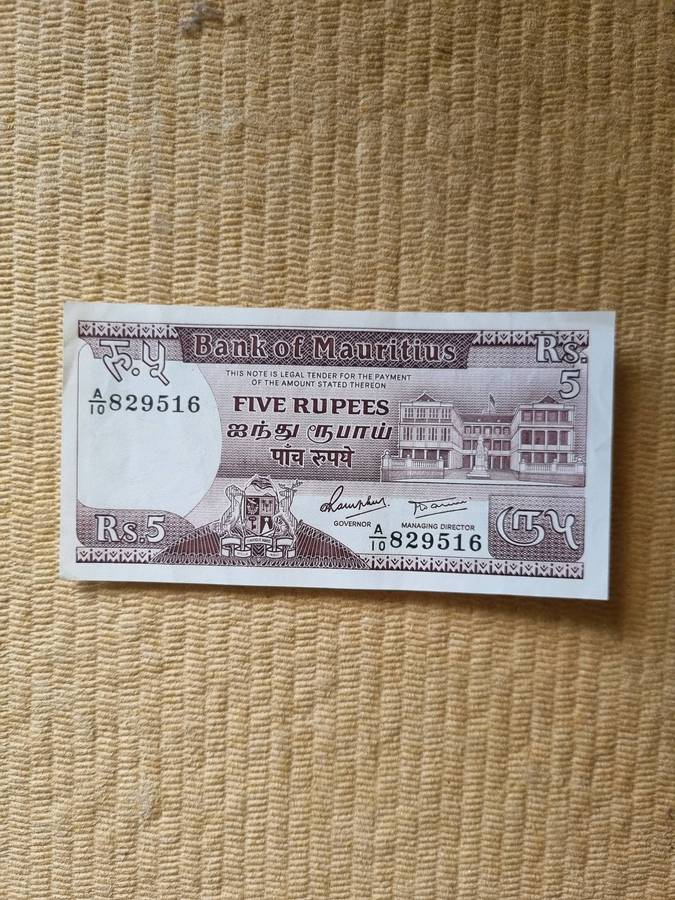 रू.५
Bank of Mauritius
Rs.
5
THIS NOTE IS LEGAL TENDER FOR THE PAYMENT
OF THE AMOUNT STATED THEREON
A/10 829516
FIVE RUPEES
ஐந்து ரூபாய்
पाँच रुपये
Rs.5
GOVERNOR
MANAGING DIRECTOR
A/10 829516
ரூ௫